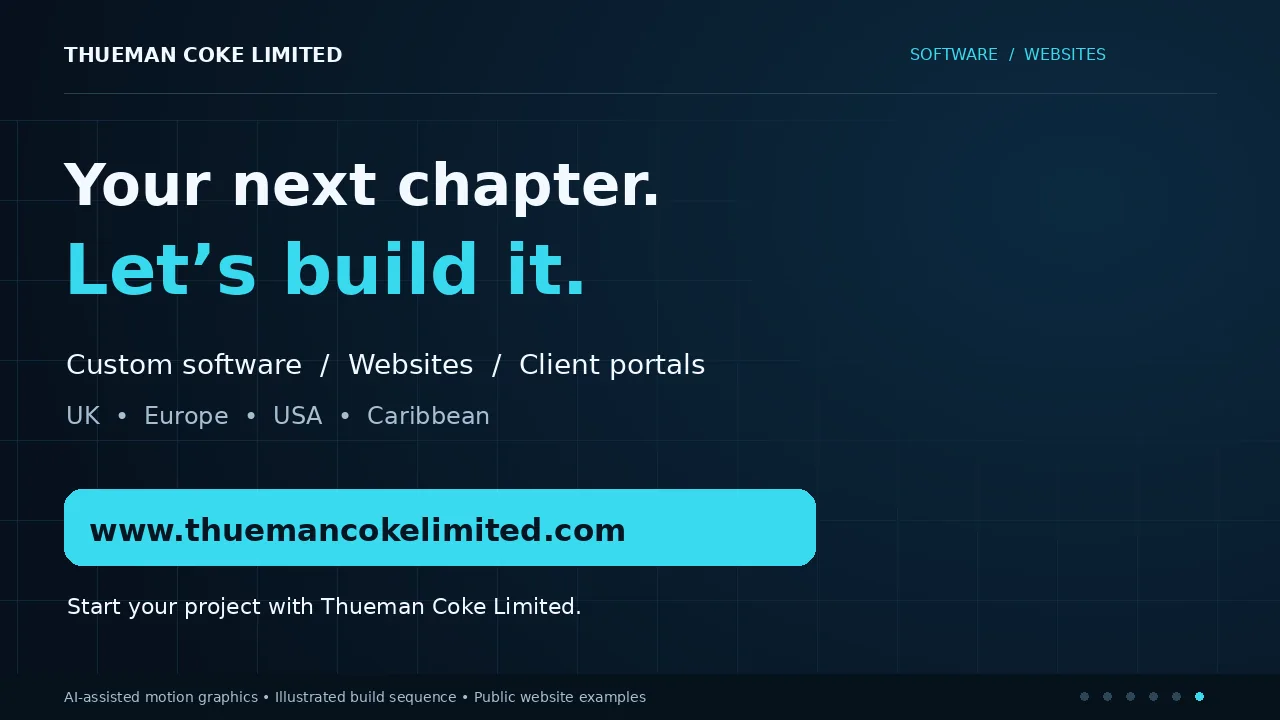 THUEMAN COKE LIMITED
SOFTWARE / WEBSITES
Your next chapter.
Let’s build it.
Custom software / Websites / Client portals
UK • Europe • USA • Caribbean
www.thuemancokelimited.com
Start your project with Thueman Coke Limited.
AI-assisted motion graphics • Illustrated build sequence • Public website examples